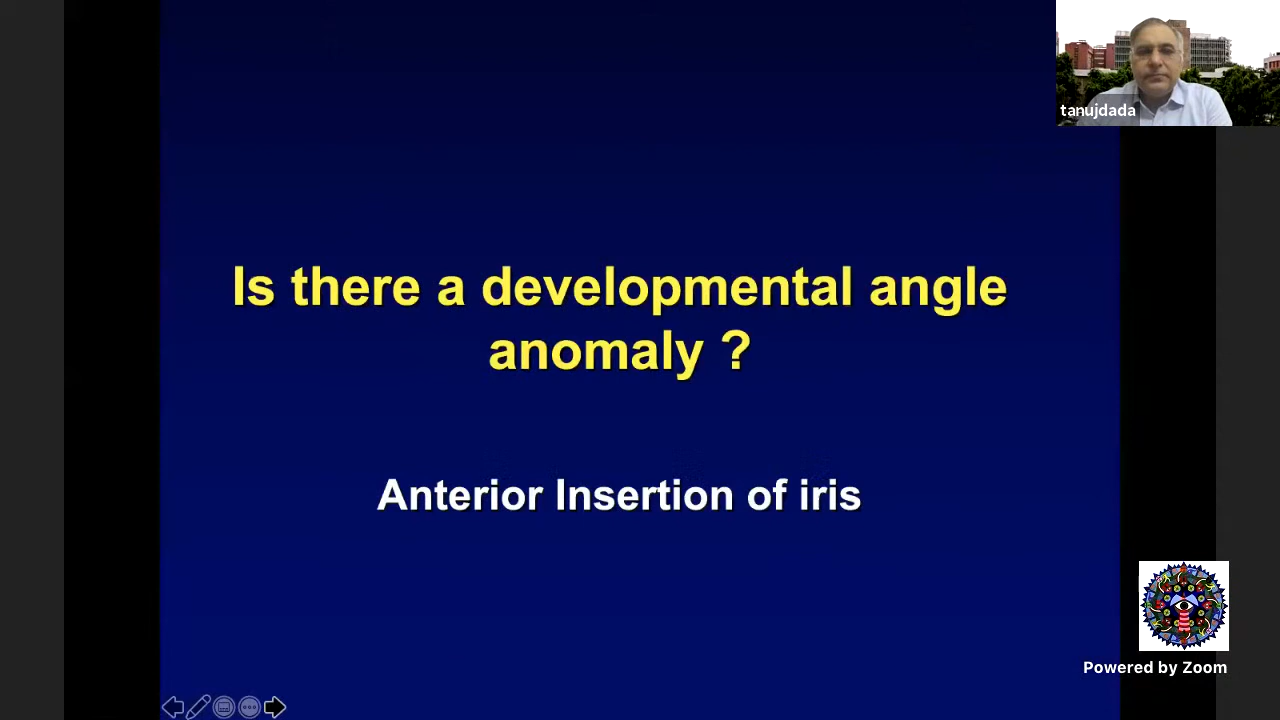 tanujdada
Is there a developmental angle
anomaly ?
Anterior Insertion of iris
Powered by Zoom